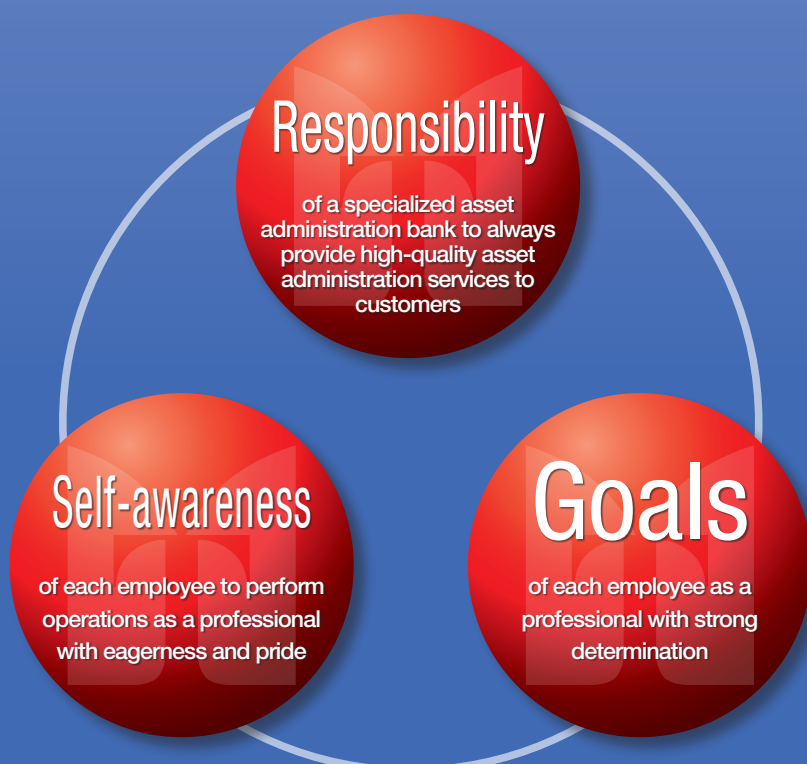 Responsibility
of a specialized asset
administration bank to always
provide high-quality asset
administration services to
customers
Self-awareness
of each employee to perform
operations as a professional
with eagerness and pride
Goals
of each employee as a
professional with strong
determination